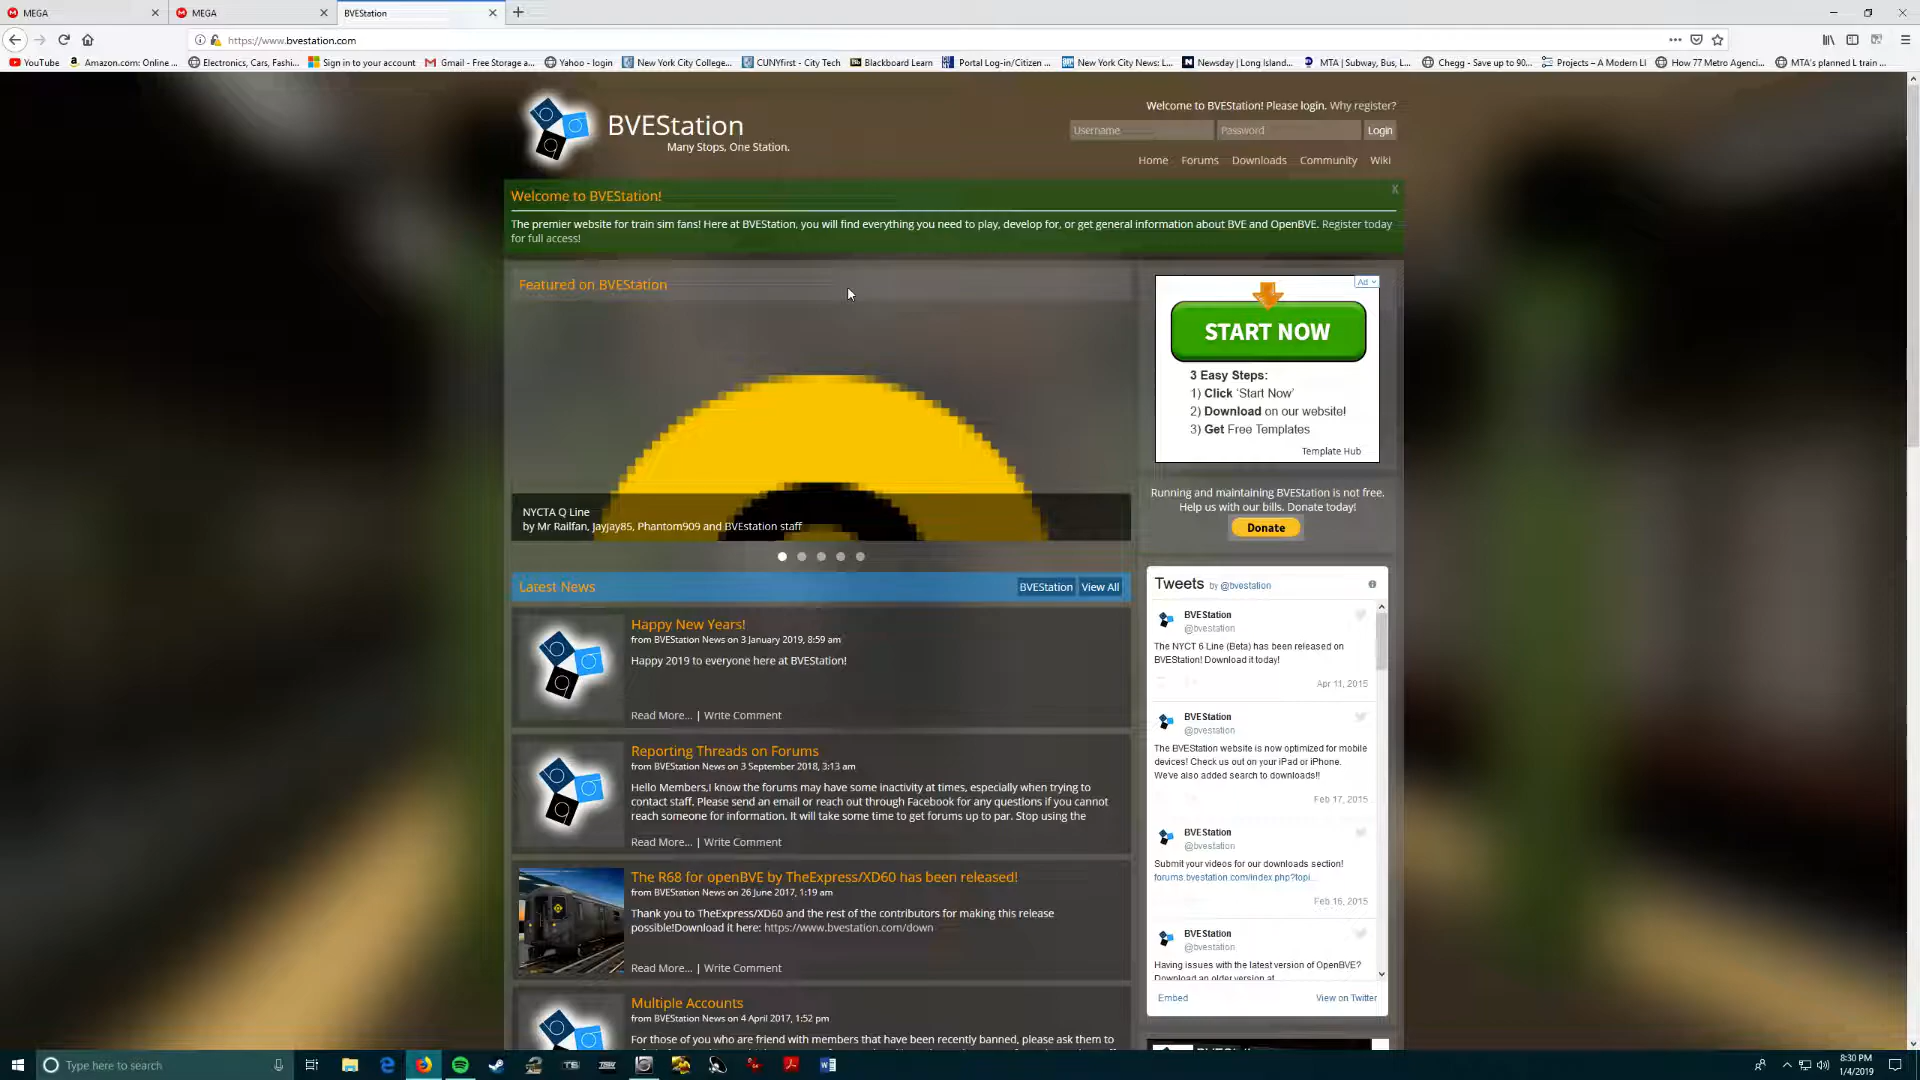 MEGA
MEGA
BVEStation
https://www.bvestation.com
YouTube
Amazon.com: Online ...
Electronics, Cars, Fashi...
Sign in to your account
Gmail - Free Storage a...
Yahoo - login
New York City College...
CUNYfirst - City Tech
Blackboard Learn
Portal Log-in/Citizen ...
New York City News: L...
Newsday | Long Island...
MTA | Subway, Bus, L...
Chegg - Save up to 90...
Projects – A Modern LI
How 77 Metro Agenci...
MTA's planned L train ...
BVEStation
Many Stops, One Station.
Welcome to BVEStation! Please login. Why register?
Username
Password
Login
Home
Forums
Downloads
Community
Wiki
Welcome to BVEStation!
X
The premier website for train sim fans! Here at BVEStation, you will find everything you need to play, develop for, or get general information about BVE and OpenBVE. Register today
for full access!
Featured on BVEStation
NYCTA Q Line
by Mr Railfan, Jayjay85, Phantom909 and BVEstation staff
Latest News
BVEStation
View All
Happy New Years!
from BVEStation News on 3 January 2019, 8:59 am
Happy 2019 to everyone here at BVEStation!
Read More... | Write Comment
Reporting Threads on Forums
from BVEStation News on 3 September 2018, 3:13 am
Hello Members,I know the forums may have some inactivity at times, especially when trying to
contact staff. Please send an email or reach out through Facebook for any questions if you cannot
reach someone for information. It will take some time to get forums up to par. Stop using the
Read More... | Write Comment
The R68 for openBVE by TheExpress/XD60 has been released!
from BVEStation News on 26 June 2017, 1:19 am
Thank you to TheExpress/XD60 and the rest of the contributors for making this release
possible!Download it here: https://www.bvestation.com/down
Read More... | Write Comment
Multiple Accounts
from BVEStation News on 4 April 2017, 1:52 pm
For those of you who are friend with members that have been recently banned, please ask them to
Ad
START NOW
3 Easy Steps:
1) Click ‘Start Now’
2) Download on our website!
3) Get Free Templates
Template Hub
Running and maintaining BVEStation is not free.
Help us with our bills. Donate today!
Donate
Tweets by @bvestation
BVEStation
@bvestation
The NYCT 6 Line (Beta) has been released on
BVEStation! Download it today!
Apr 11, 2015
BVEStation
@bvestation
The BVEStation website is now optimized for mobile
devices! Check us out on your iPad or iPhone.
We've also added search to downloads!!
Feb 17, 2015
BVEStation
@bvestation
Submit your videos for our downloads section!
forums.bvestation.com/index.php?topi...
Feb 16, 2015
BVEStation
@bvestation
Having issues with the latest version of OpenBVE?
Download an older version at
Embed
View on Twitter
Type here to search
8:30 PM
1/4/2019